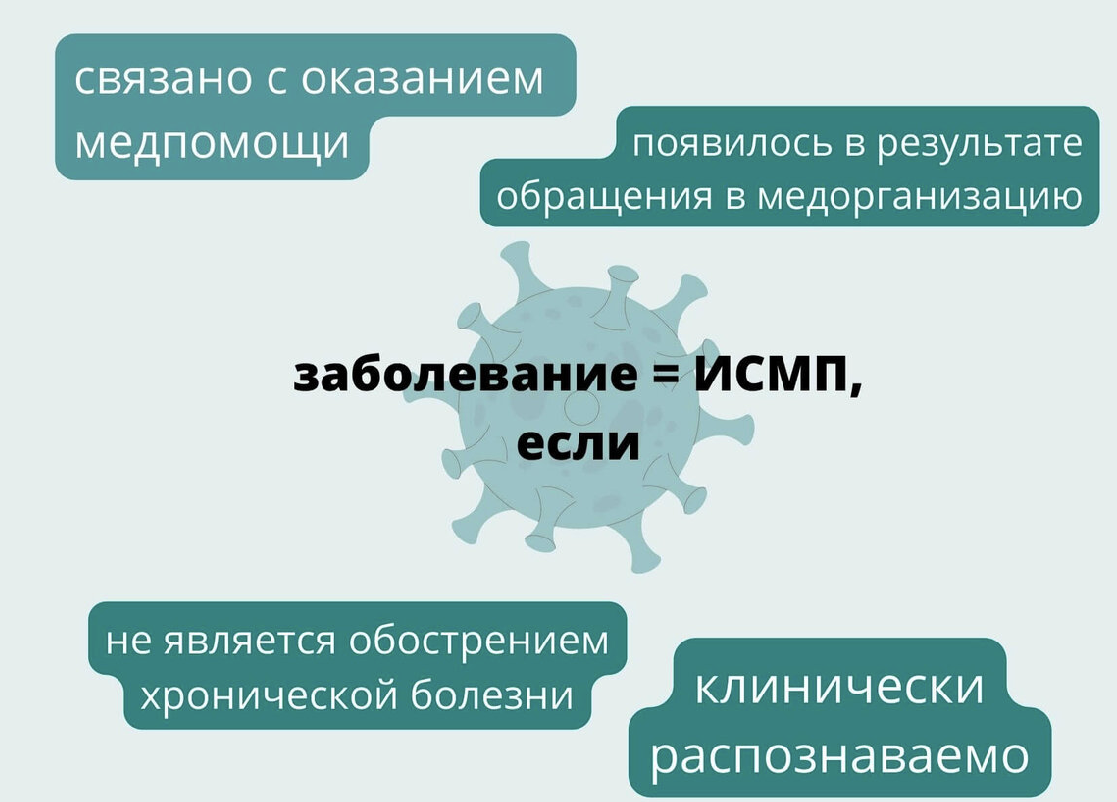 связано с оказанием
медпомощи
появилось в результате
обращения в медорганизацию
заболевание = ИСМП,
если
не является обострением
хронической болезни
клинически
распознаваемо